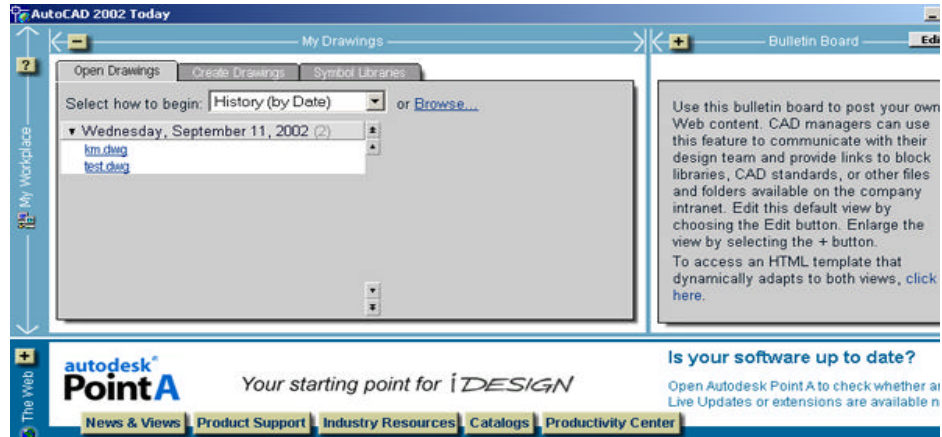 AutoCAD 2002 Today
My Drawings
Bulletin Board
Open Drawings
Create Drawings
Symbol Libraries
Select how to begin: History (by Date) or Browse...
Wednesday, September 11, 2002 (2)
km.dwg
test.dwg
My Workplace
Use this bulletin board to post your own
Web content. CAD managers can use
this feature to communicate with their
design team and provide links to block
libraries, CAD standards, or other files
and folders available on the company
intranet. Edit this default view by
choosing the Edit button. Enlarge the
view by selecting the + button.
To access an HTML template that
dynamically adapts to both views, click
here.
The Web
autodesk
Point A
Your starting point for iDESIGN
Is your software up to date?
Open Autodesk Point A to check whether
Live Updates or extensions are available
News & Views
Product Support
Industry Resources
Catalogs
Productivity Center